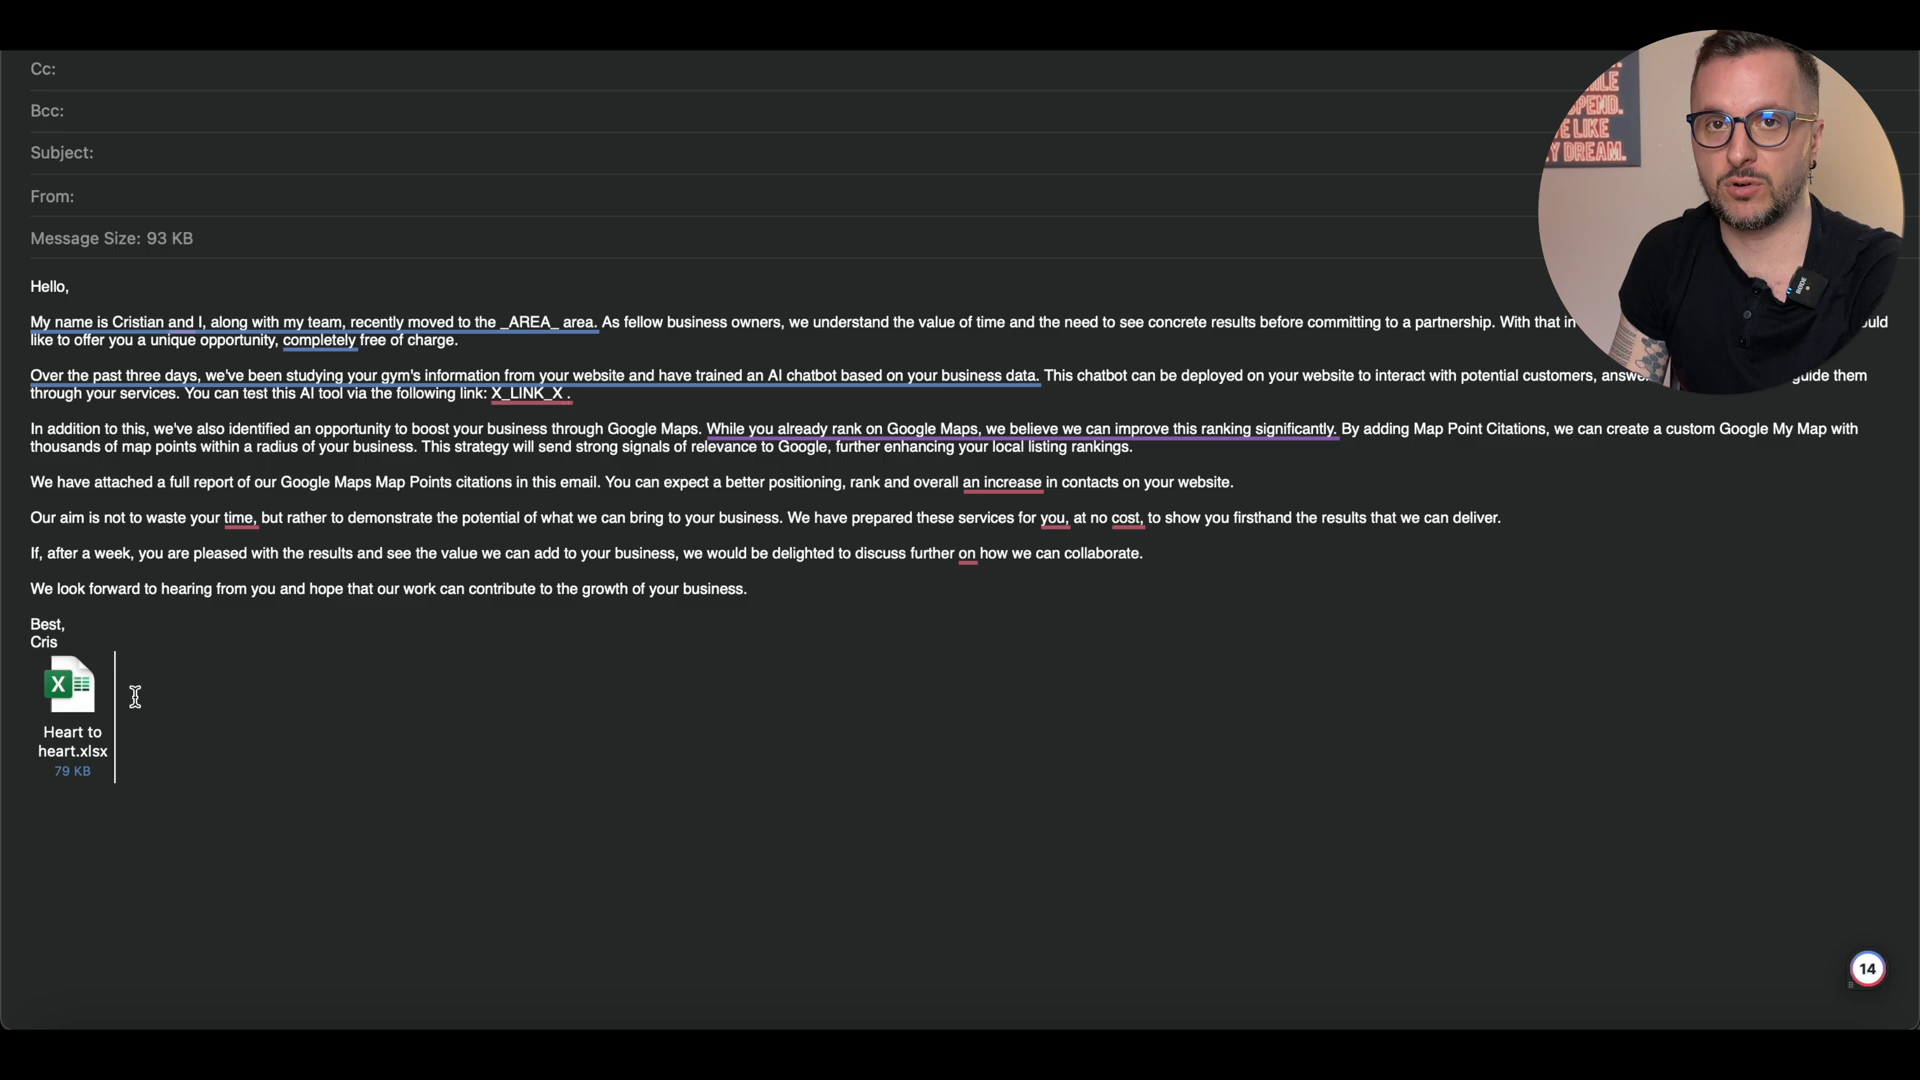 Cc:
Bcc:
Subject:
From:
Message Size: 93 KB
Hello,
My name is Cristian and I, along with my team, recently moved to the _AREA_ area. As fellow business owners, we understand the value of time and the need to see concrete results before committing to a partnership. With that in
like to offer you a unique opportunity, completely free of charge.
Over the past three days, we've been studying your gym's information from your website and have trained an AI chatbot based on your business data. This chatbot can be deployed on your website to interact with potential customers, guide them
through your services. You can test this AI tool via the following link: X_LINK_X .
In addition to this, we've also identified an opportunity to boost your business through Google Maps. While you already rank on Google Maps, we believe we can improve this ranking significantly. By adding Map Point Citations, we can create a custom Google My Map with
thousands of map points within a radius of your business. This strategy will send strong signals of relevance to Google, further enhancing your local listing rankings.
We have attached a full report of our Google Maps Map Points citations in this email. You can expect a better positioning, rank and overall an increase in contacts on your website.
Our aim is not to waste your time, but rather to demonstrate the potential of what we can bring to your business. We have prepared these services for you, at no cost, to show you firsthand the results that we can deliver.
If, after a week, you are pleased with the results and see the value we can add to your business, we would be delighted to discuss further on how we can collaborate.
We look forward to hearing from you and hope that our work can contribute to the growth of your business.
Best,
Cris
X
Heart to
heart.xlsx
79 KB
14
SPEND.
LIKE
DREAM.
RODE